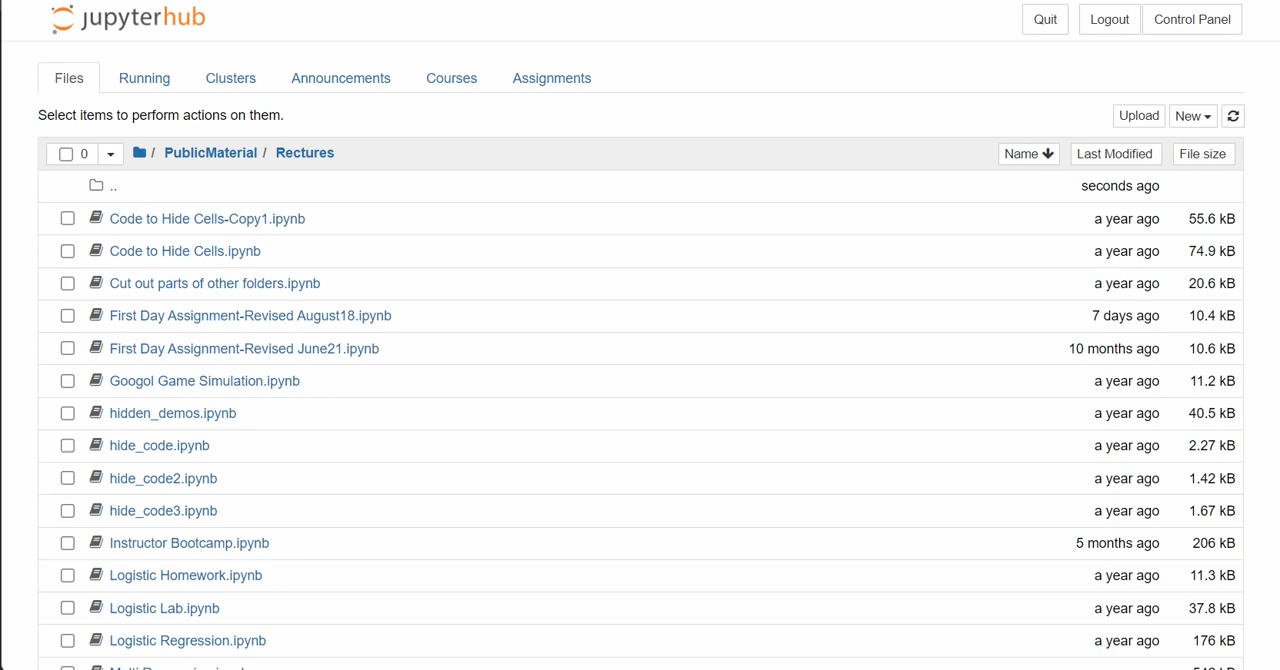 jupyterhub Quit Logout Control Panel
Files Running Clusters Announcements Courses Assignments
Select items to perform actions on them. Upload New
0 / PublicMaterial / Rectures Name Last Modified File size
.. seconds ago
Code to Hide Cells-Copy1.ipynb a year ago 55.6 kB
Code to Hide Cells.ipynb a year ago 74.9 kB
Cut out parts of other folders.ipynb a year ago 20.6 kB
First Day Assignment-Revised August18.ipynb 7 days ago 10.4 kB
First Day Assignment-Revised June21.ipynb 10 months ago 10.6 kB
Googol Game Simulation.ipynb a year ago 11.2 kB
hidden_demos.ipynb a year ago 40.5 kB
hide_code.ipynb a year ago 2.27 kB
hide_code2.ipynb a year ago 1.42 kB
hide_code3.ipynb a year ago 1.67 kB
Instructor Bootcamp.ipynb 5 months ago 206 kB
Logistic Homework.ipynb a year ago 11.3 kB
Logistic Lab.ipynb a year ago 37.8 kB
Logistic Regression.ipynb a year ago 176 kB